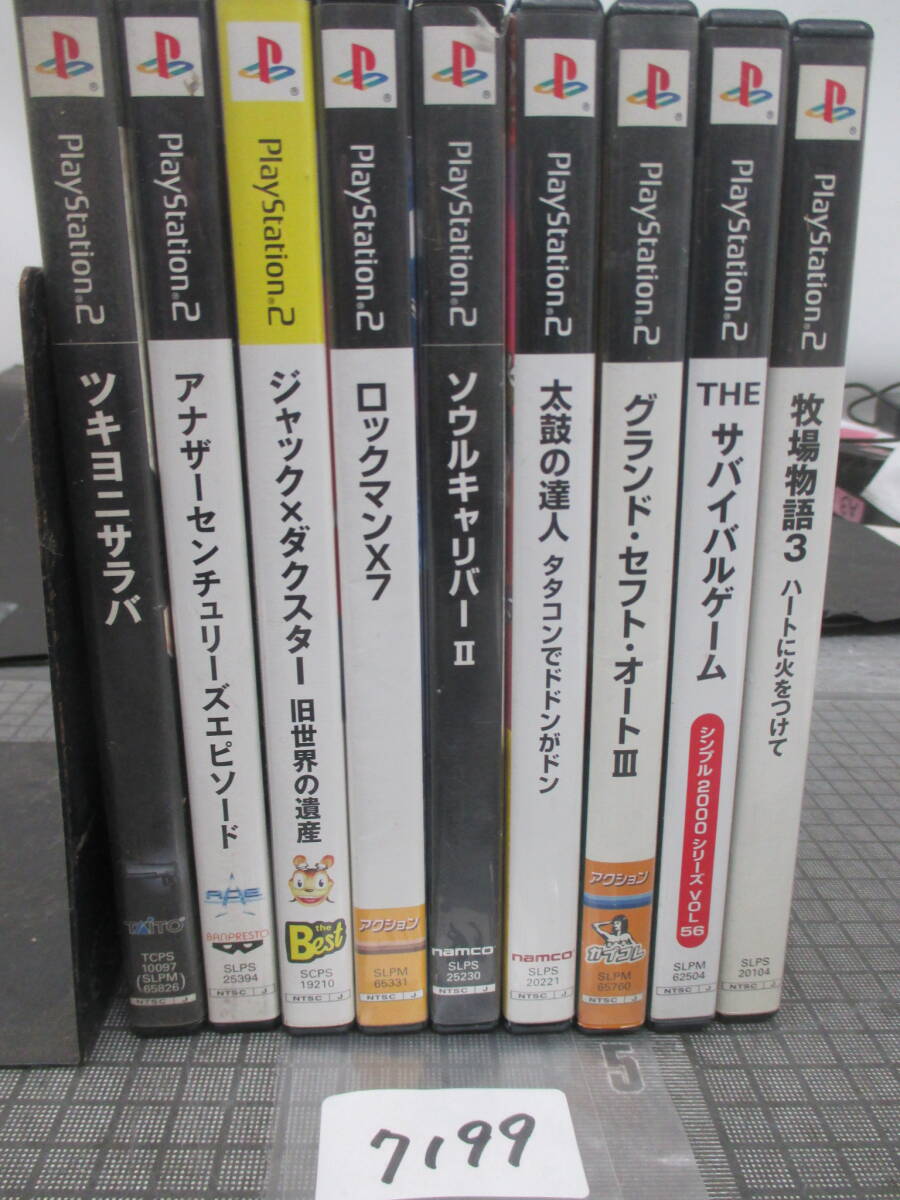 PlayStation®2
ツキヨニサラバ
TAITO
TCPS
10097
(SLPM)
65826
NTSC J
PlayStation®2
アナザーセンチュリーズエピソード
BANPRESTO
SLPS
25394
NTSC J
PlayStation®2
ジャック×ダクスター 旧世界の遺産
the
Best
SCPS
19210
NTSC J
PlayStation®2
ロックマンX7
アクション
SLPM
65331
NTSC J
PlayStation®2
ソウルキャリバーⅡ
namco
SLPS
25230
NTSC J
PlayStation®2
太鼓の達人 タタコンでドドンがドン
namco
SLPS
20221
NTSC J
PlayStation®2
グランド・セフト・オートⅢ
アクション
カプコレ
SLPM
65760
NTSC J
PlayStation®2
THE サバイバルゲーム
シンプル2000シリーズ VOL. 56
SLPM
62504
NTSC J
PlayStation®2
牧場物語3 ハートに火をつけて
SLPS
20104
NTSC J
5
7199